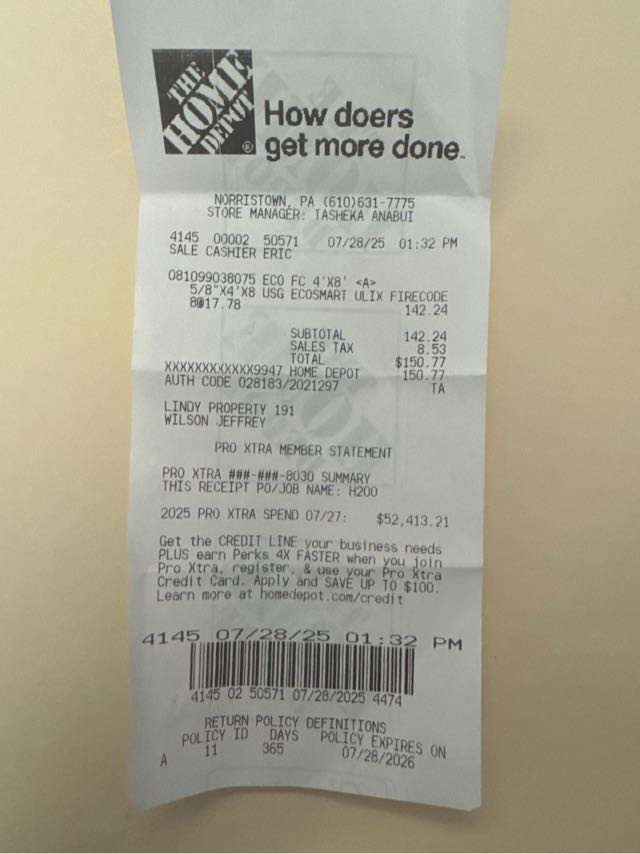 THE
HOME
DEPOT
®
How doers
get more done.
NORRISTOWN, PA (610)631-7775
STORE MANAGER: TASHEKA ANABUI
4145 00002 50571 07/28/25 01:32 PM
SALE CASHIER ERIC
081099038075 ECO FC 4'X8' <A>
5/8"X4'X8 USG ECOSMART ULIX FIRECODE
8@17.78 142.24
SUBTOTAL 142.24
SALES TAX 8.53
TOTAL $150.77
XXXXXXXXXXXX9947 HOME DEPOT 150.77
AUTH CODE 028183/2021297 TA
LINDY PROPERTY 191
WILSON JEFFREY
PRO XTRA MEMBER STATEMENT
PRO XTRA ###-###-8030 SUMMARY
THIS RECEIPT PO/JOB NAME: H200
2025 PRO XTRA SPEND 07/27: $52,413.21
Get the CREDIT LINE your business needs
PLUS earn Perks 4X FASTER when you join
Pro Xtra, register, & use your Pro Xtra
Credit Card. Apply and SAVE UP TO $100.
Learn more at homedepot.com/credit
4145 07/28/25 01:32 PM
4145 02 50571 07/28/2025 4474
RETURN POLICY DEFINITIONS
POLICY ID DAYS POLICY EXPIRES ON
A 11 365 07/28/2026